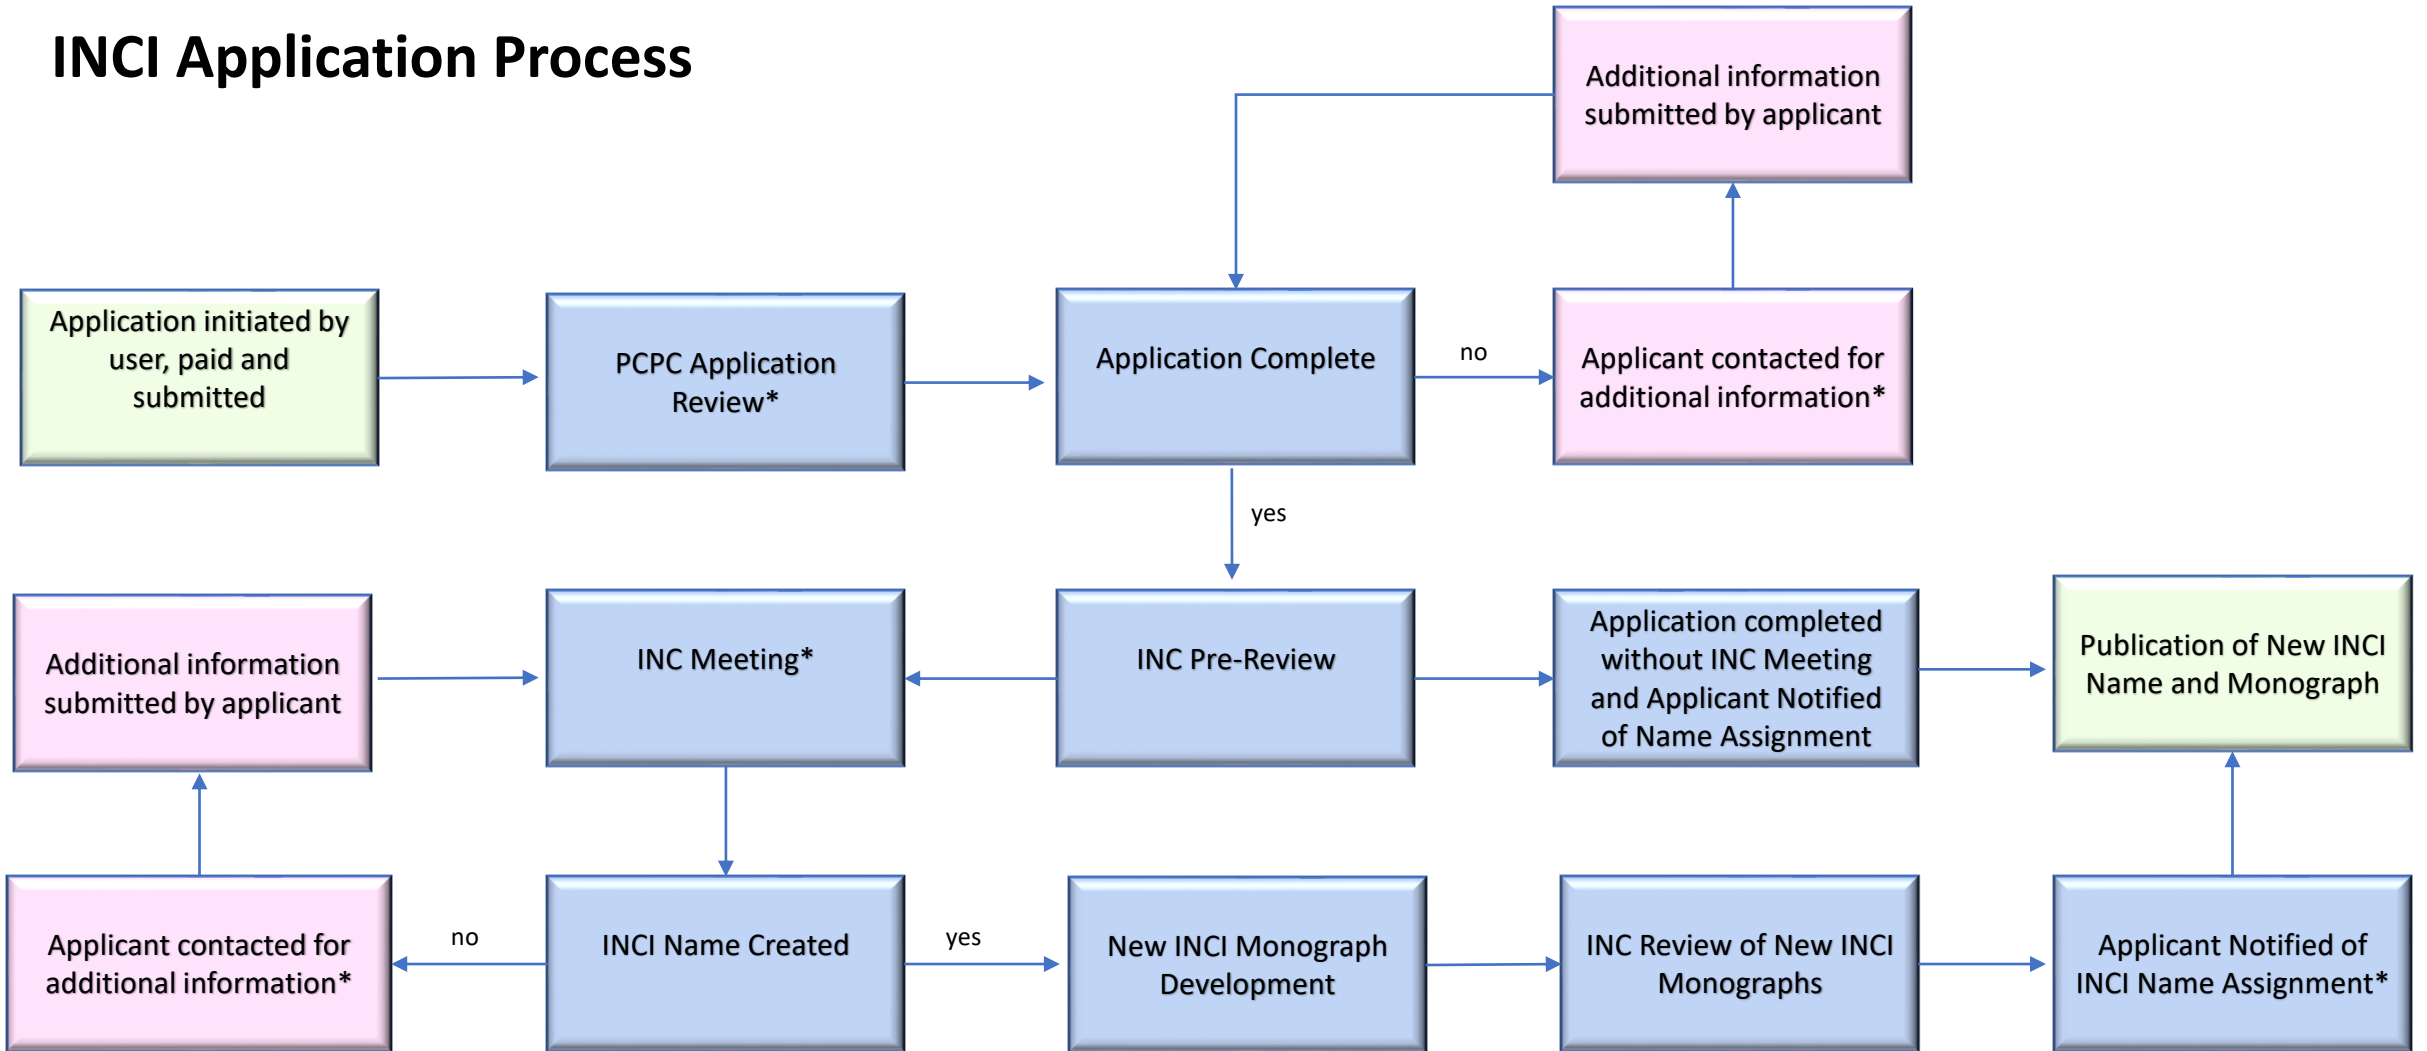 INCI Application Process
Additional information
submitted by applicant
Application initiated by
user, paid and
submitted
PCPC Application
Review*
Application Complete
no
Applicant contacted for
additional information*
yes
Additional information
submitted by applicant
INC Meeting*
INC Pre-Review
Application completed
without INC Meeting
and Applicant Notified
of Name Assignment
Publication of New INCI
Name and Monograph
Applicant contacted for
additional information*
no
INCI Name Created
yes
New INCI Monograph
Development
INC Review of New INCI
Monographs
Applicant Notified of
INCI Name Assignment*